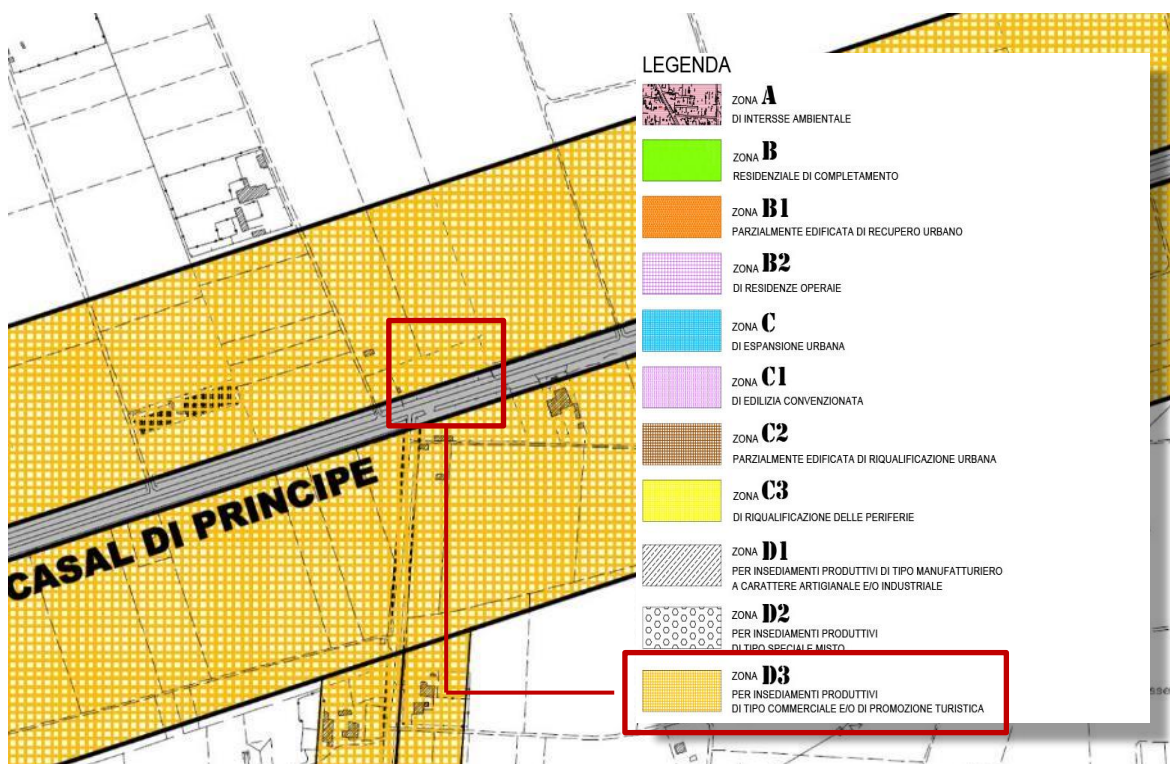 LEGENDA
ZONA A
DI INTERSSE AMBIENTALE
ZONA B
RESIDENZIALE DI COMPLETAMENTO
ZONA B1
PARZIALMENTE EDIFICATA DI RECUPERO URBANO
ZONA B2
DI RESIDENZE OPERAIE
ZONA C
DI ESPANSIONE URBANA
ZONA C1
DI EDILIZIA CONVENZIONATA
ZONA C2
PARZIALMENTE EDIFICATA DI RIQUALIFICAZIONE URBANA
ZONA C3
DI RIQUALIFICAZIONE DELLE PERIFERIE
ZONA D1
PER INSEDIAMENTI PRODUTTIVI DI TIPO MANUFATTURIERO
A CARATTERE ARTIGIANALE E/O INDUSTRIALE
ZONA D2
PER INSEDIAMENTI PRODUTTIVI
DI TIPO SPECIALE MISTO
ZONA D3
PER INSEDIAMENTI PRODUTTIVI
DI TIPO COMMERCIALE E/O DI PROMOZIONE TURISTICA
CASAL DI PRINCIPE